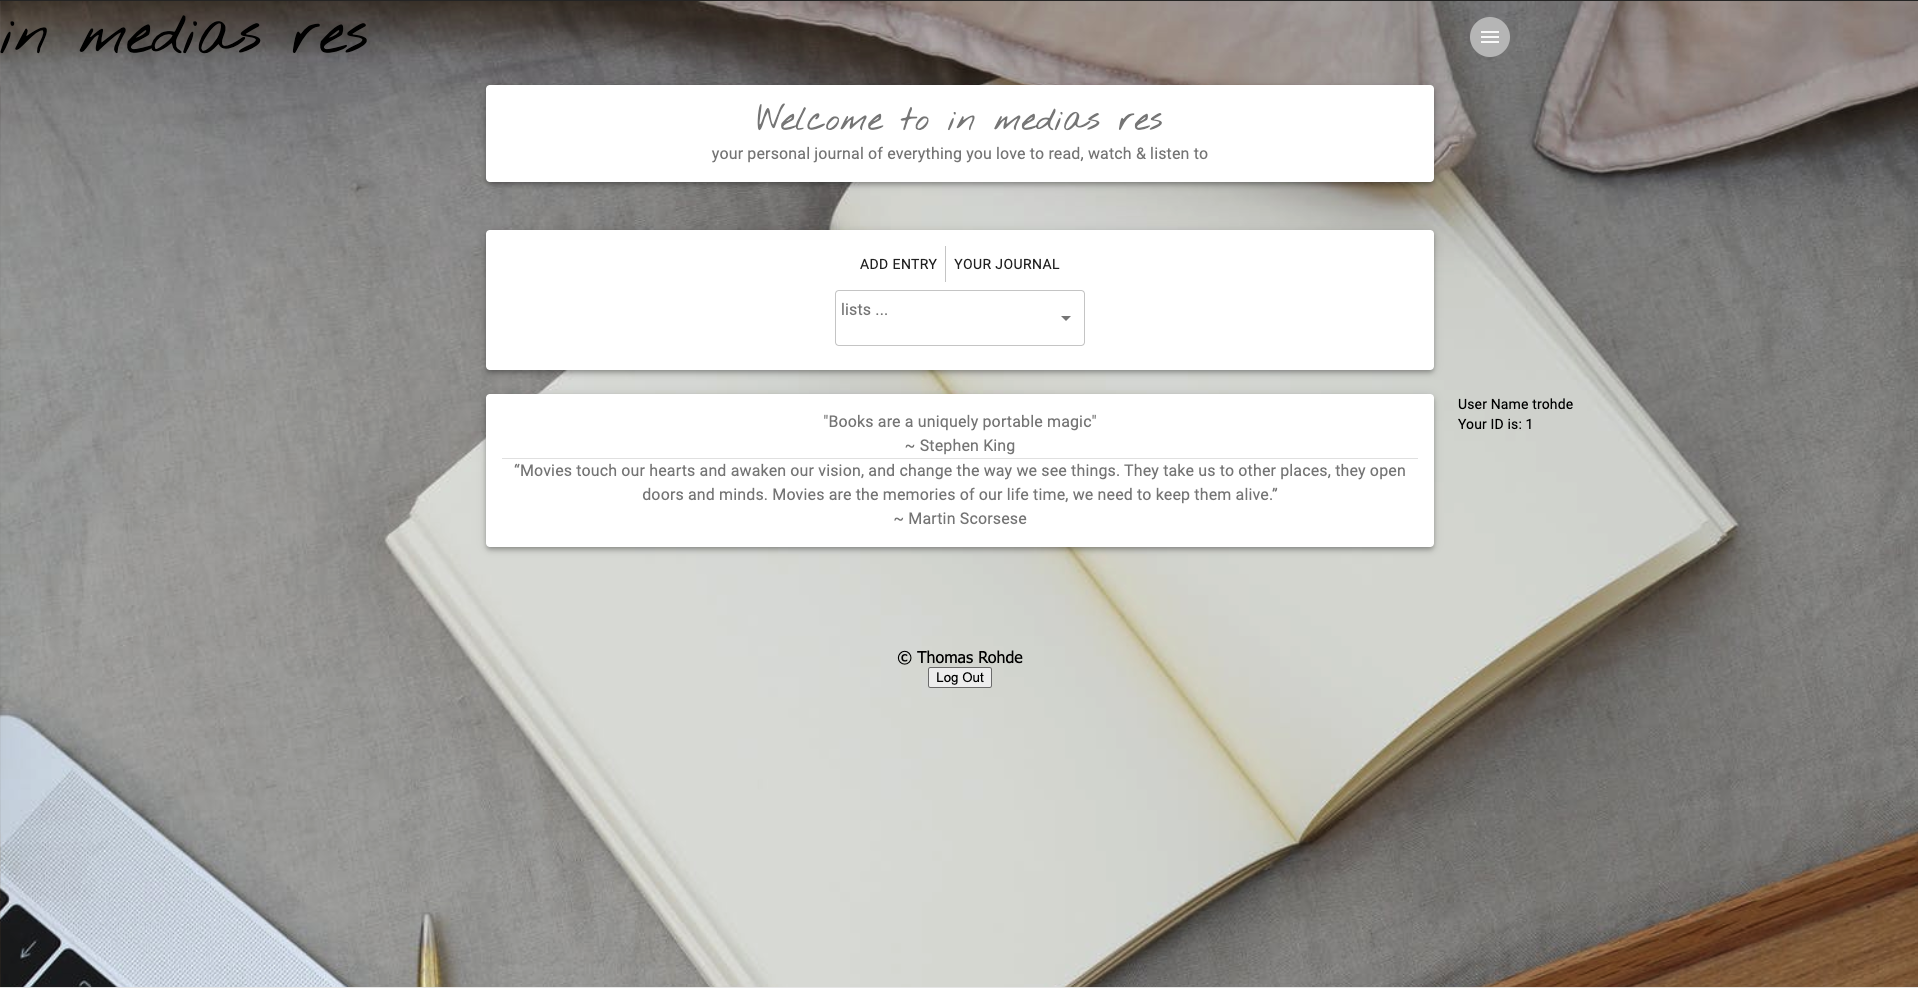 in medias res
Welcome to in medias res
your personal journal of everything you love to read, watch & listen to
ADD ENTRY
YOUR JOURNAL
lists ...
"Books are a uniquely portable magic"
~ Stephen King
“Movies touch our hearts and awaken our vision, and change the way we see things. They take us to other places, they open
doors and minds. Movies are the memories of our life time, we need to keep them alive.”
~ Martin Scorsese
User Name trohde
Your ID is: 1
© Thomas Rohde
Log Out